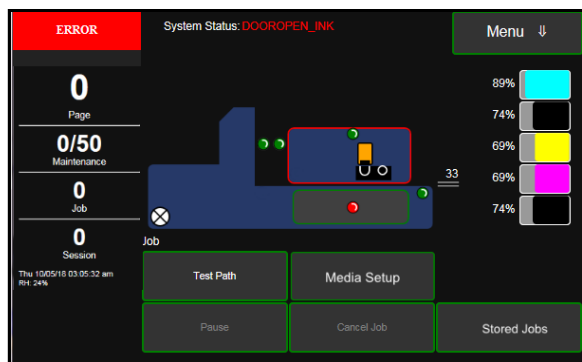 ERROR
System Status: DOOROPEN_INK
Menu ⇓
0
Page
0/50
Maintenance
0
Job
0
Session
Thu 10/05/18 03:05:32 am
RH: 24%
89%
74%
69%
69%
74%
33
Job
Test Path
Media Setup
Pause
Cancel Job
Stored Jobs